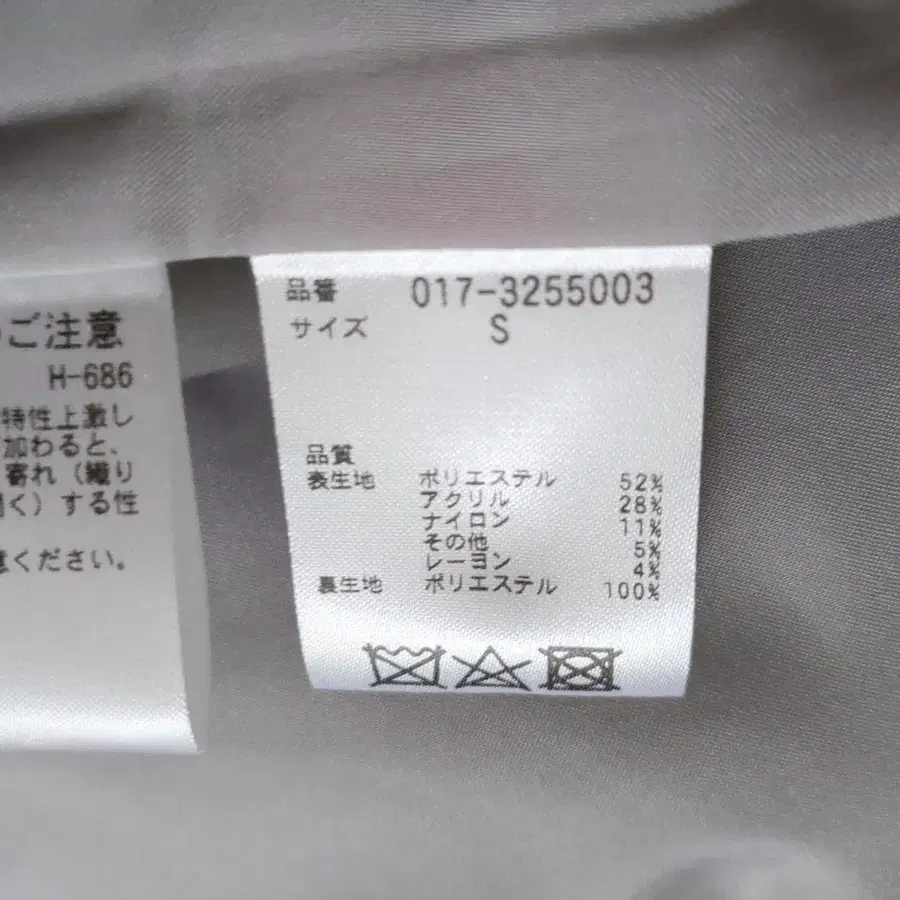 ご注意
H-686
特性上激し
加わると、
寄れ（織り
く）する性
ください。
品番 017-3255003
サイズ S
品質
表生地 ポリエステル 52%
アクリル 28%
ナイロン 11%
その他 5%
レーヨン 4%
裏生地 ポリエステル 100%